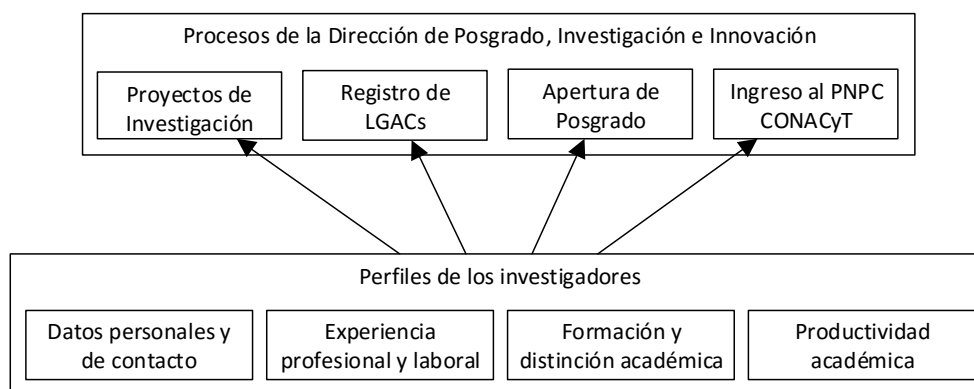 Procesos de la Dirección de Posgrado, Investigación e Innovación
Proyectos de
Investigación
Registro de
LGACs
Apertura de
Posgrado
Ingreso al PNPC
CONACyT
Perfiles de los investigadores
Datos personales y
de contacto
Experiencia
profesional y laboral
Formación y
distinción académica
Productividad
académica